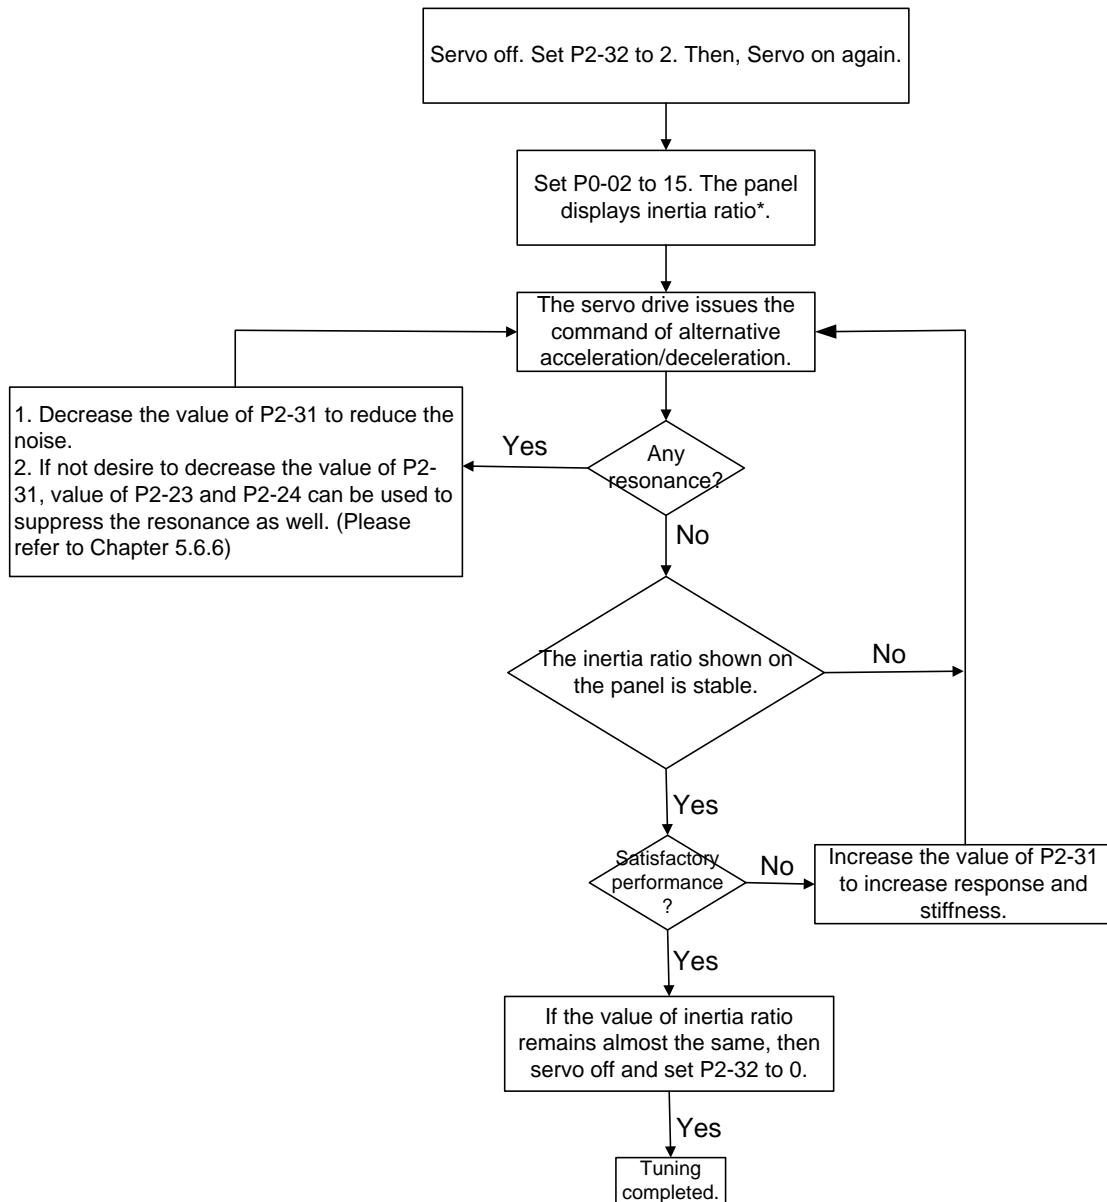 Servo off. Set P2-32 to 2. Then, Servo on again.
Set P0-02 to 15. The panel
displays inertia ratio*.
The servo drive issues the
command of alternative
acceleration/deceleration.
1. Decrease the value of P2-31 to reduce the
noise.
2. If not desire to decrease the value of P2-
31, value of P2-23 and P2-24 can be used to
suppress the resonance as well. (Please
refer to Chapter 5.6.6)
Yes
Any
resonance?
No
The inertia ratio shown on
the panel is stable.
No
Yes
Satisfactory
performance
?
No
Increase the value of P2-31
to increase response and
stiffness.
Yes
If the value of inertia ratio
remains almost the same, then
servo off and set P2-32 to 0.
Yes
Tuning
completed.